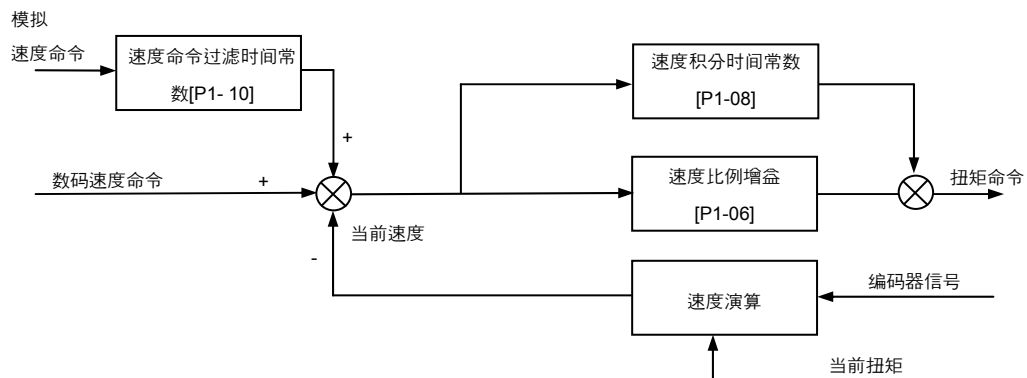 模拟
速度命令
速度命令过滤时间常
数[P1- 10]
速度积分时间常数
[P1-08]
+
数码速度命令
+
速度比例增益
[P1-06]
扭矩命令
当前速度
-
编码器信号
速度演算
当前扭矩